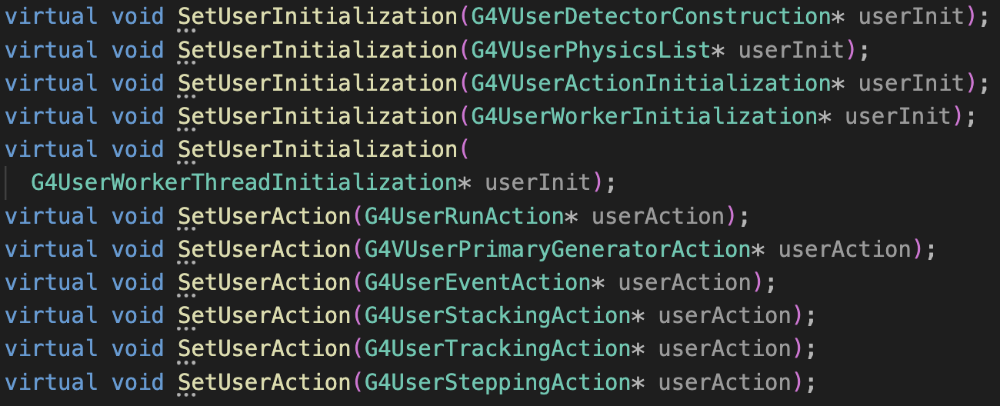 virtual void SetUserInitialization(G4VUserDetectorConstruction* userInit);
virtual void SetUserInitialization(G4VUserPhysicsList* userInit);
virtual void SetUserInitialization(G4VUserActionInitialization* userInit);
virtual void SetUserInitialization(G4UserWorkerInitialization* userInit);
virtual void SetUserInitialization(
  G4UserWorkerThreadInitialization* userInit);
virtual void SetUserAction(G4UserRunAction* userAction);
virtual void SetUserAction(G4VUserPrimaryGeneratorAction* userAction);
virtual void SetUserAction(G4UserEventAction* userAction);
virtual void SetUserAction(G4UserStackingAction* userAction);
virtual void SetUserAction(G4UserTrackingAction* userAction);
virtual void SetUserAction(G4UserSteppingAction* userAction);